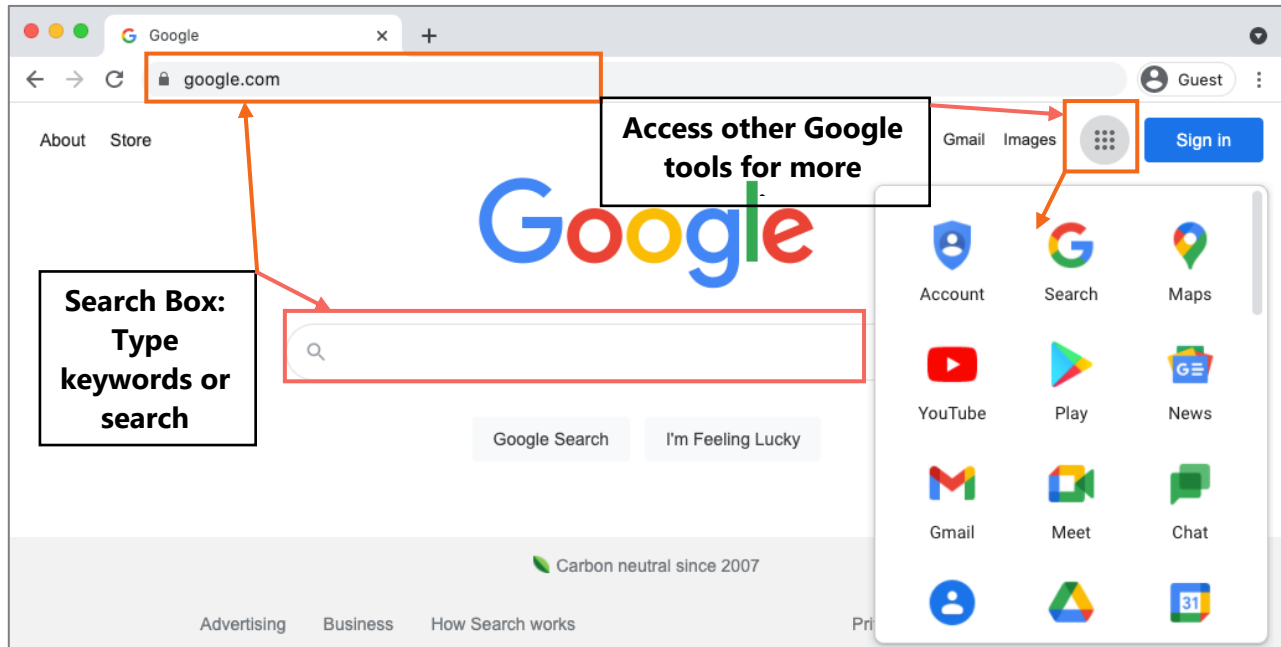 Google
google.com
Guest
About Store
Access other Google
tools for more
Gmail Images
Sign in
Google
Search Box:
Type
keywords or
search
Account Search Maps
YouTube Play News
Gmail Meet Chat
31
Google Search I'm Feeling Lucky
Carbon neutral since 2007
Advertising Business How Search works